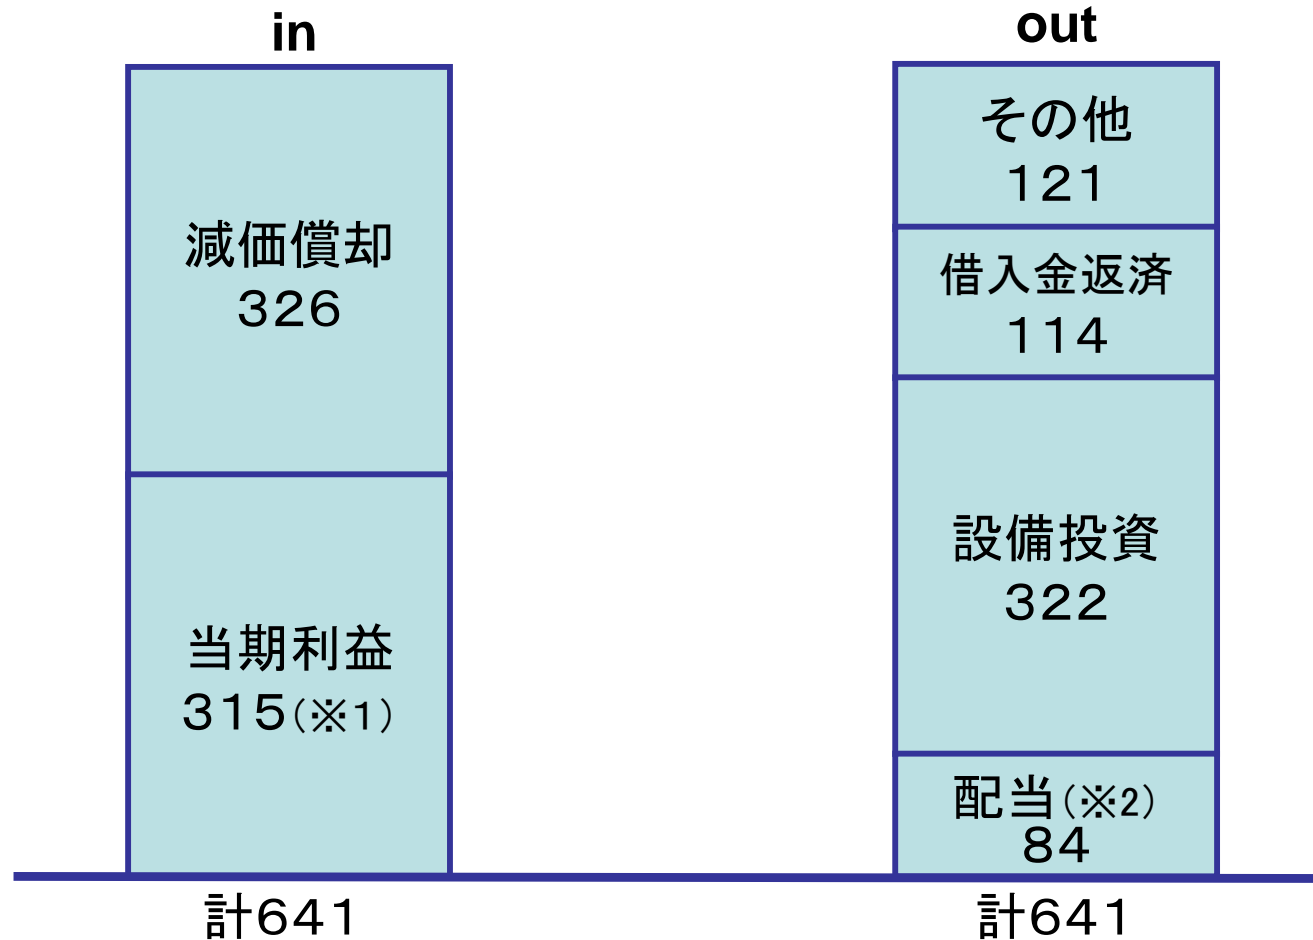 in
減価償却
326
当期利益
315(※1)
計641
out
その他
121
借入金返済
114
設備投資
322
配当(※2)
84
計641